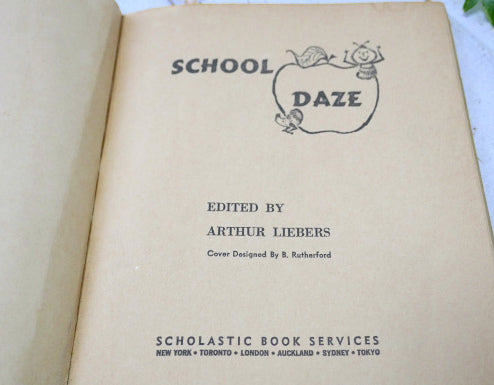 SCHOOL
DAZE
EDITED BY
ARTHUR LIEBERS
Cover Designed By B. Rutherford
SCHOLASTIC BOOK SERVICES
NEW YORK • TORONTO • LONDON • AUCKLAND • SYDNEY • TOKYO